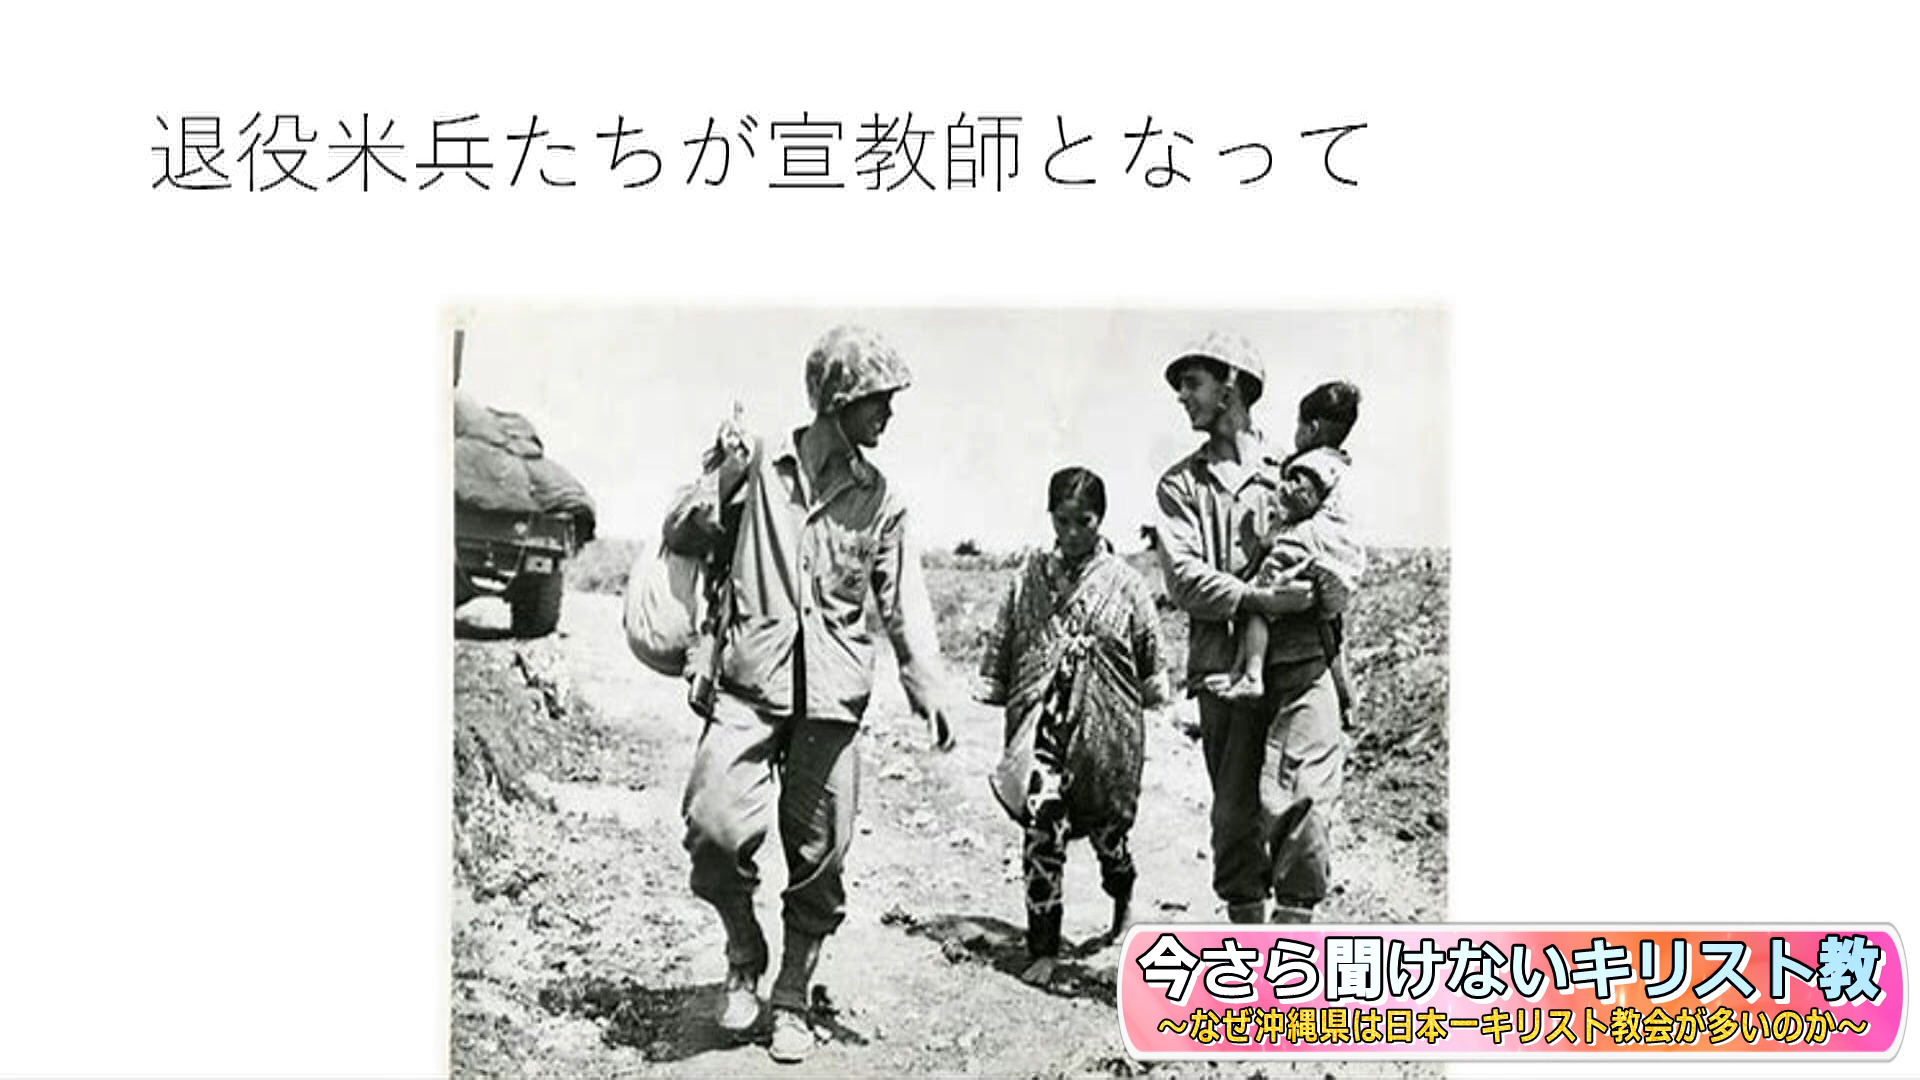 退役米兵たちが宣教師となって
今さら聞けないキリスト教
～なぜ沖縄県は日本一キリスト教会が多いのか～